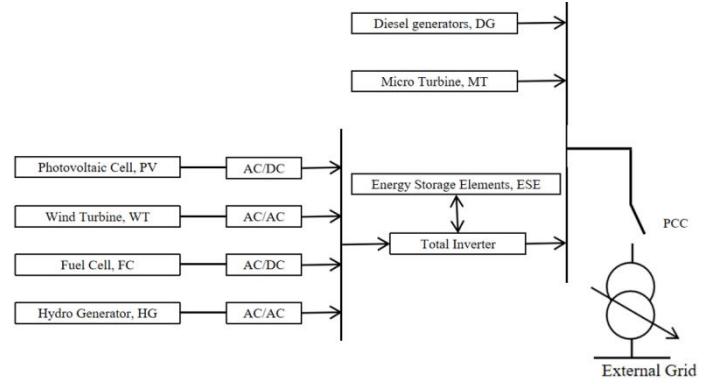 Diesel generators, DG
Micro Turbine, MT
Photovoltaic Cell, PV
AC/DC
Energy Storage Elements, ESE
Wind Turbine, WT
AC/AC
PCC
Total Inverter
Fuel Cell, FC
AC/DC
Hydro Generator, HG
AC/AC
External Grid